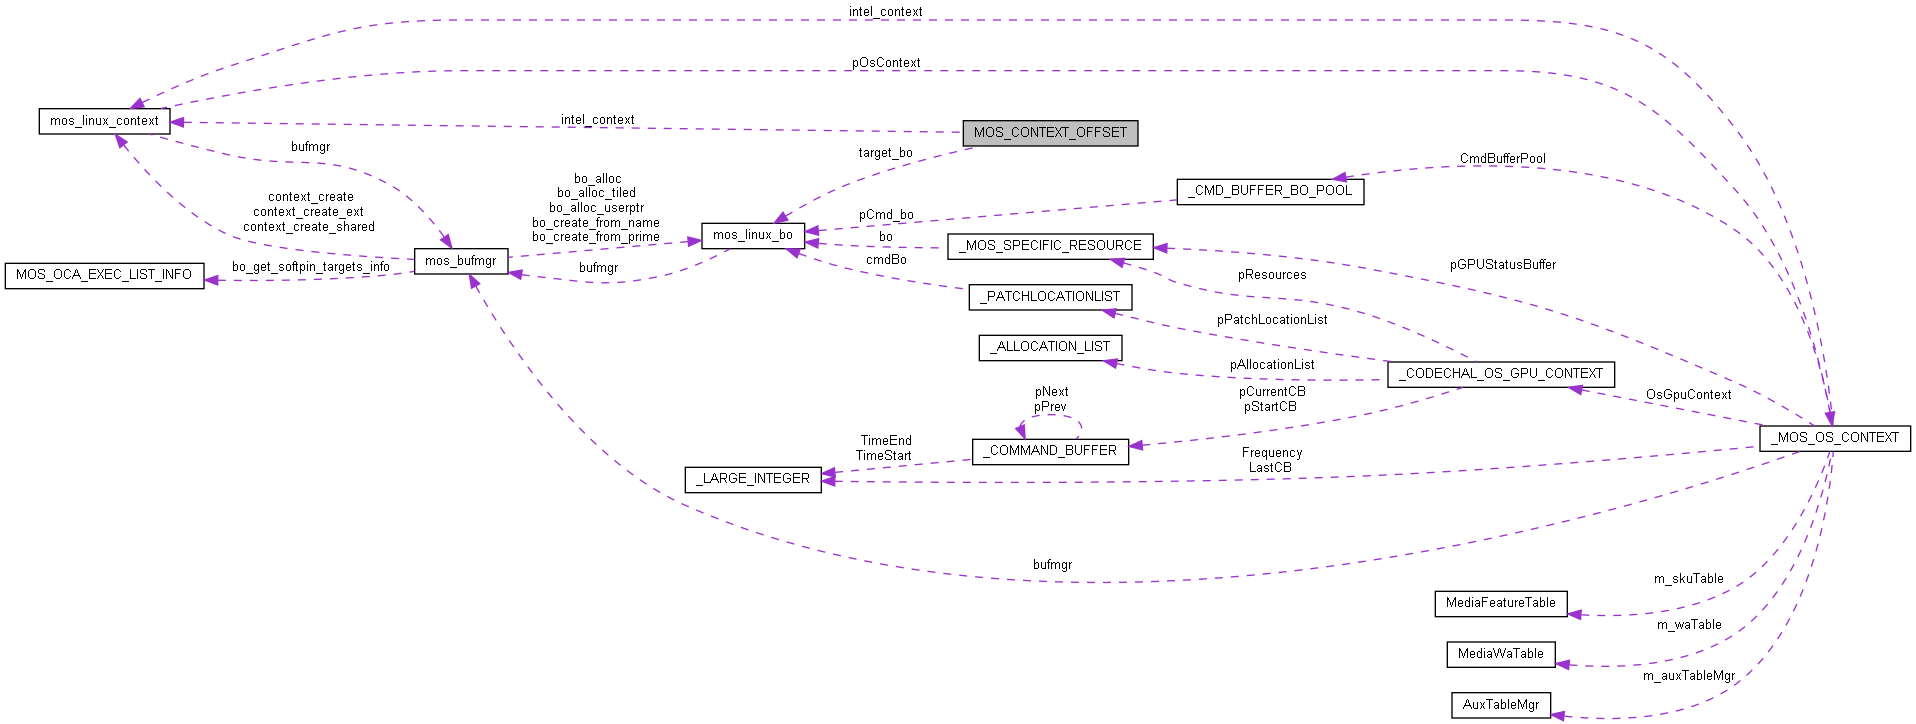 intel_context
pOsContext
mos_linux_context
intel_context
MOS_CONTEXT_OFFSET
bufmgr
target_bo
CmdBufferPool
_CMD_BUFFER_BO_POOL
context_create
context_create_ext
context_create_shared
bo_alloc
bo_alloc_tiled
bo_alloc_userptr
bo_create_from_name
bo_create_from_prime
pCmd_bo
mos_linux_bo
bo
_MOS_SPECIFIC_RESOURCE
mos_bufmgr
cmdBo
pGPUStatusBuffer
MOS_OCA_EXEC_LIST_INFO
bo_get_softpin_targets_info
bufmgr
pResources
_PATCHLOCATIONLIST
pPatchLocationList
_ALLOCATION_LIST
pAllocationList
_CODECHAL_OS_GPU_CONTEXT
pNext
pPrev
pCurrentCB
pStartCB
OsGpuContext
_MOS_OS_CONTEXT
TimeEnd
TimeStart
_COMMAND_BUFFER
Frequency
LastCB
_LARGE_INTEGER
bufmgr
m_skuTable
MediaFeatureTable
m_waTable
MediaWaTable
m_auxTableMgr
AuxTableMgr